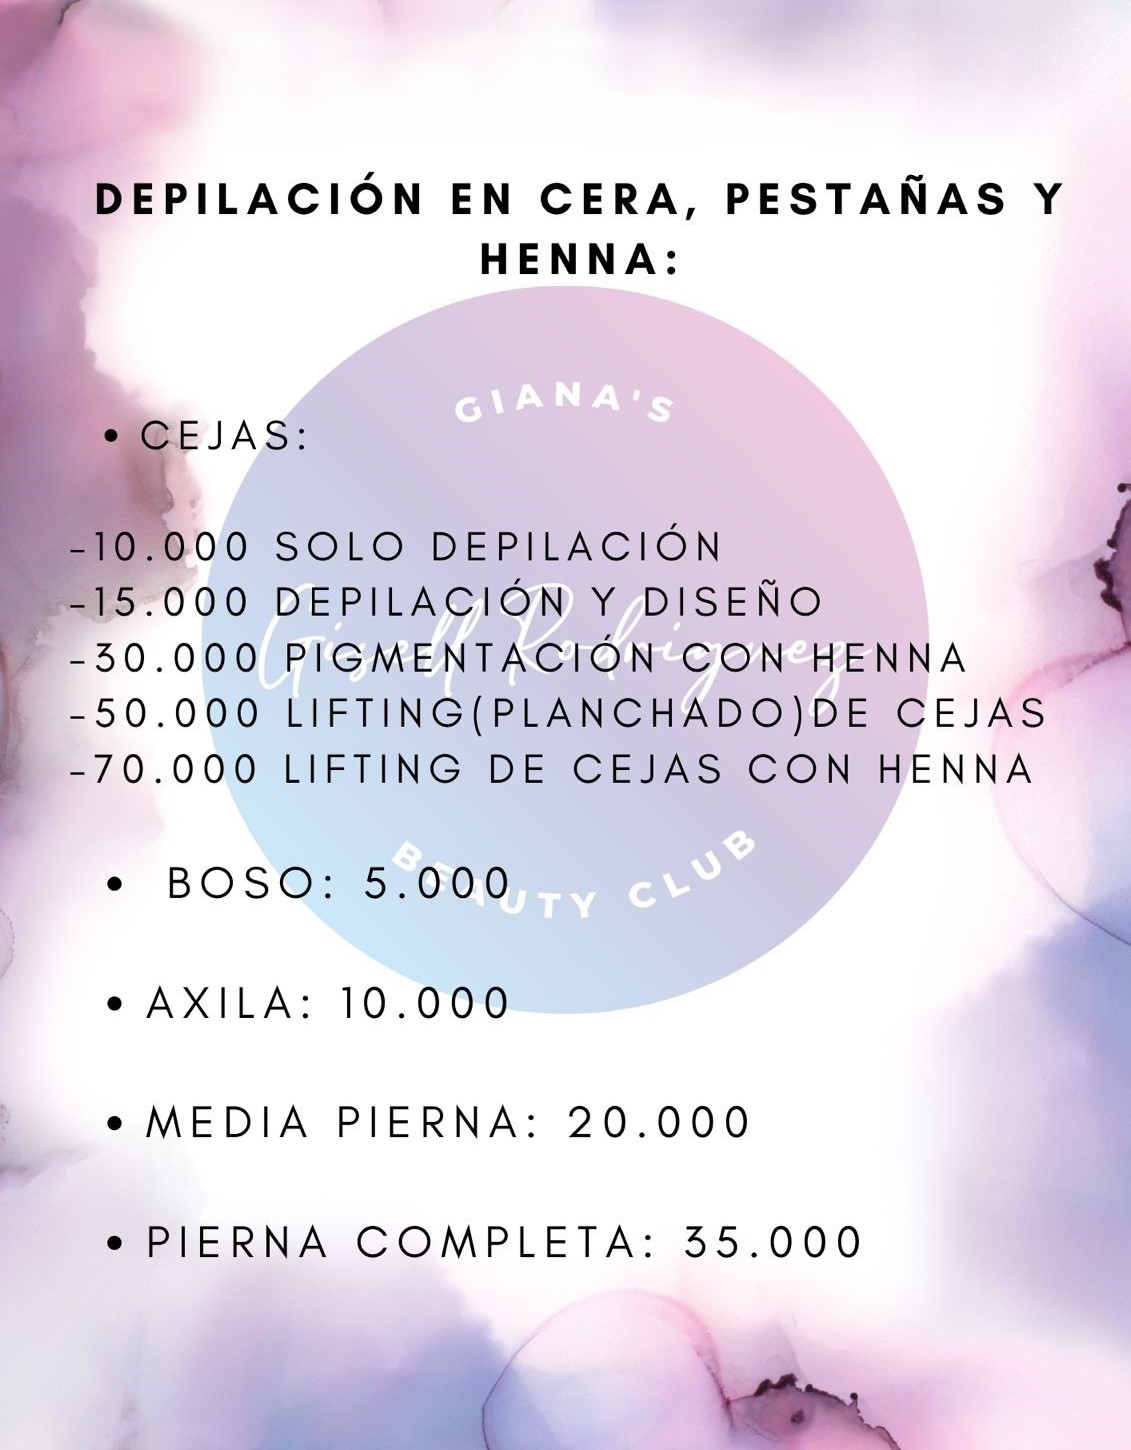 DEPILACIÓN EN CERA, PESTAÑAS Y
HENNA:
GIANA'S
• CEJAS:
-10.000 SOLO DEPILACIÓN
-15.000 DEPILACIÓN Y DISEÑO
Gisell Rodriguez
-30.000 PIGMENTACIÓN CON HENNA
-50.000 LIFTING(PLANCHADO)DE CEJAS
-70.000 LIFTING DE CEJAS CON HENNA
BEAUTY CLUB
• BOSO: 5.000
• AXILA: 10.000
• MEDIA PIERNA: 20.000
• PIERNA COMPLETA: 35.000